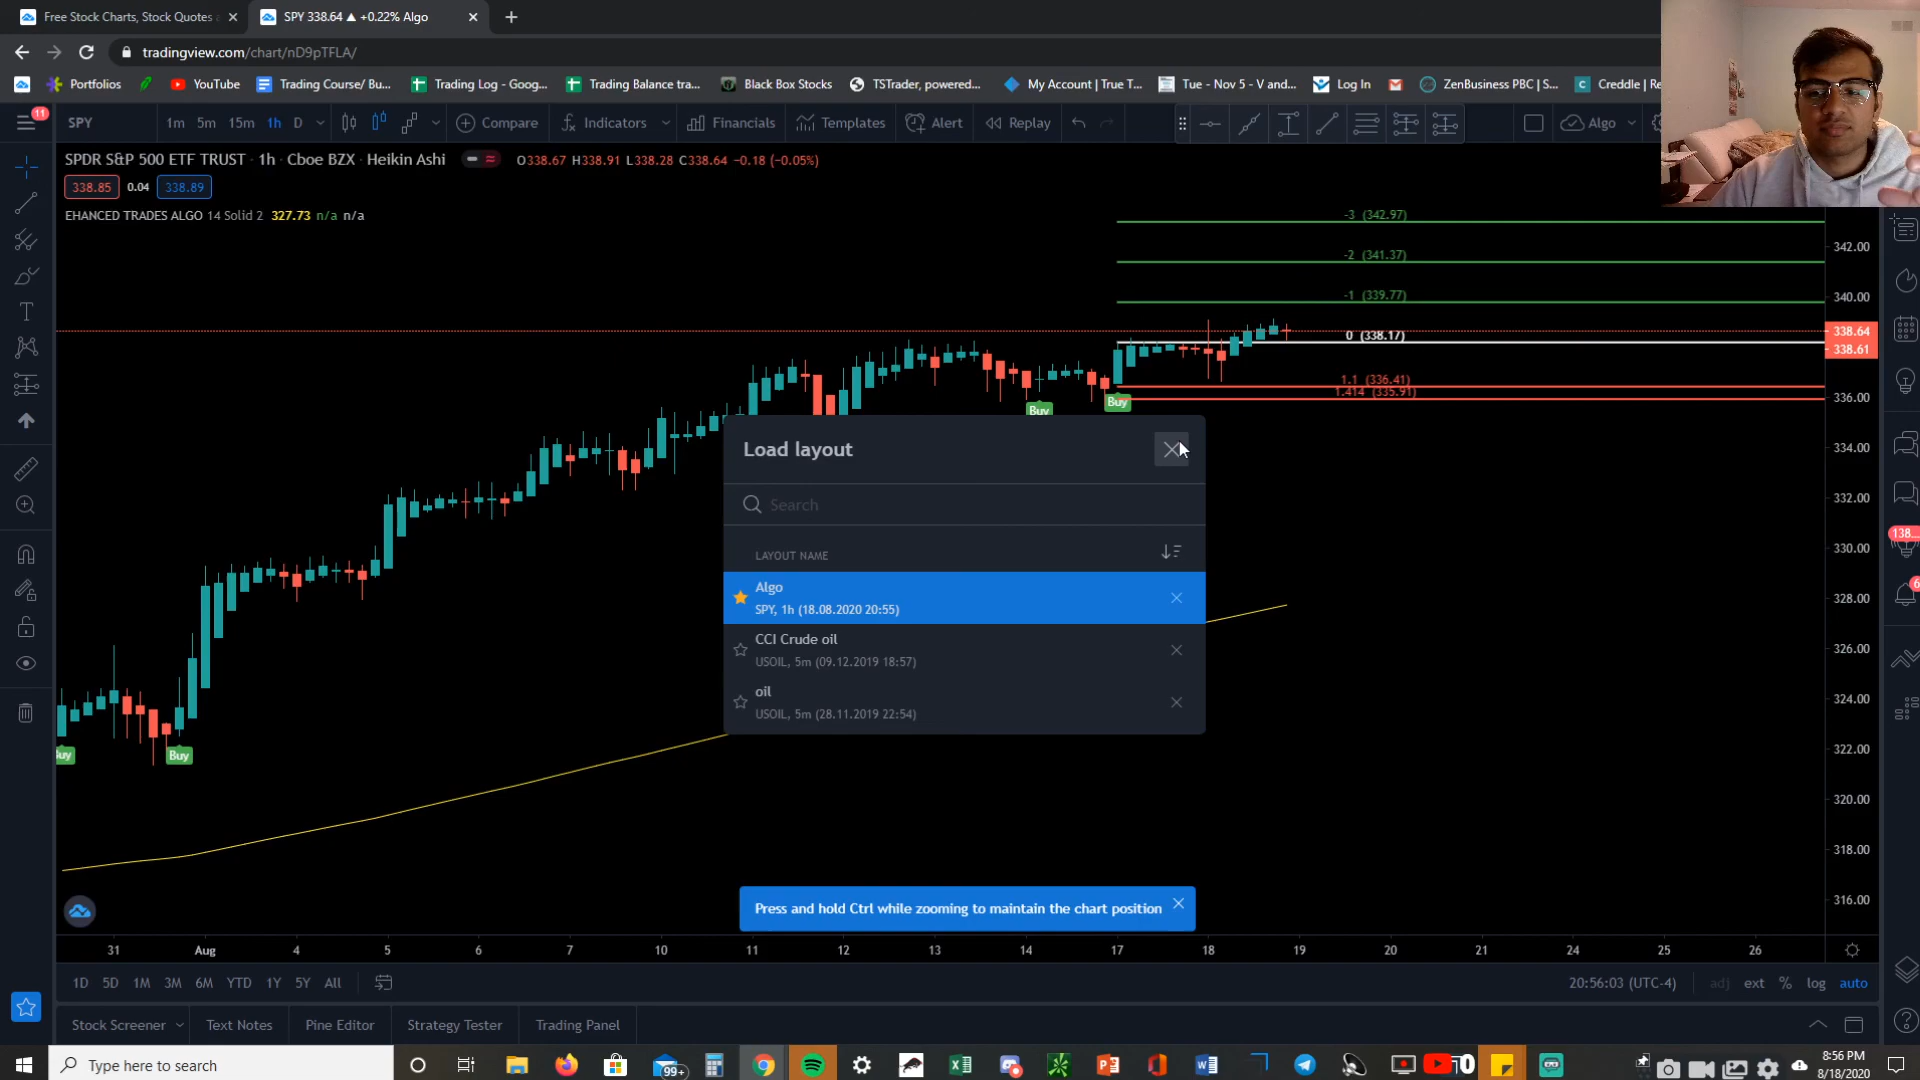 Free Stock Charts, Stock Quotes
SPY 338.64 ▲ +0.22% Algo
tradingview.com/chart/nD9pTFLA/
Portfolios
YouTube
Trading Course/ Bu...
Trading Log - Goog...
Trading Balance tra...
Black Box Stocks
TSTrader, powered...
My Account | True T...
Tue - Nov 5 - V and...
Log In
ZenBusiness PBC | S...
Creddle | Re
11
SPY
1m 5m 15m 1h D
Compare
Indicators
Financials
Templates
Alert
Replay
Algo
SPDR S&P 500 ETF TRUST · 1h · Cboe BZX · Heikin Ashi
O338.67 H338.91 L338.28 C338.64 −0.18 (−0.05%)
338.85 0.04 338.89
EHANCED TRADES ALGO 14 Solid 2 327.73 n/a n/a
-3 (342.97)
-2 (341.37)
-1 (339.77)
0 (338.17)
1.1 (336.41)
1.414 (335.91)
342.00
340.00
338.64
338.61
336.00
334.00
332.00
330.00
328.00
326.00
324.00
322.00
320.00
318.00
316.00
138...
6
Buy
Buy
Buy
uy
Load layout
Search
LAYOUT NAME
Algo
SPY, 1h (18.08.2020 20:55)
CCI Crude oil
USOIL, 5m (09.12.2019 18:57)
oil
USOIL, 5m (28.11.2019 22:54)
Press and hold Ctrl while zooming to maintain the chart position
31 Aug 4 5 6 7 10 11 12 13 14 17 18 19 20 21 24 25 26
1D 5D 1M 3M 6M YTD 1Y 5Y All
20:56:03 (UTC-4) adj ext % log auto
Stock Screener
Text Notes
Pine Editor
Strategy Tester
Trading Panel
Type here to search
99+
8:56 PM
8/18/2020